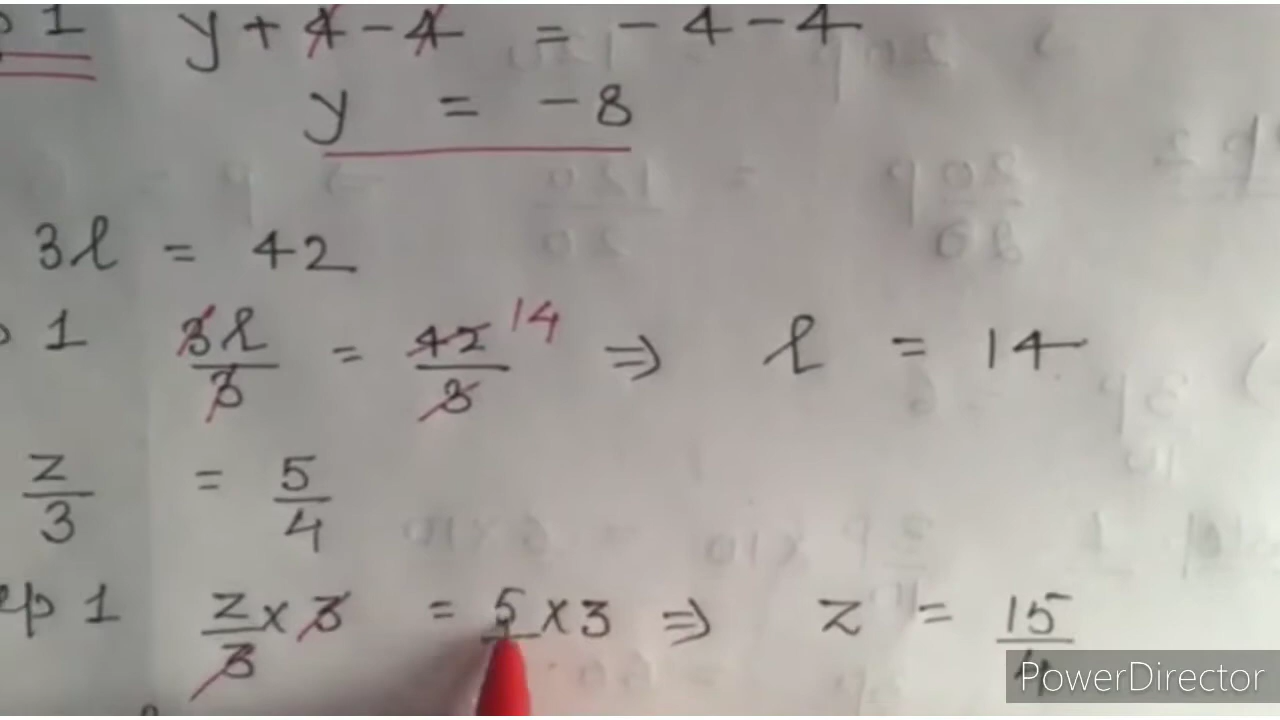 p 1 y + 4 - 4 = - 4 - 4
y = - 8
3l = 42
p 1 3l/3 = 42/3 14 ⇒ l = 14
z/3 = 5/4
ep 1 z/3 × 3 = 5 × 3 ⇒ z = 15/4
PowerDirector